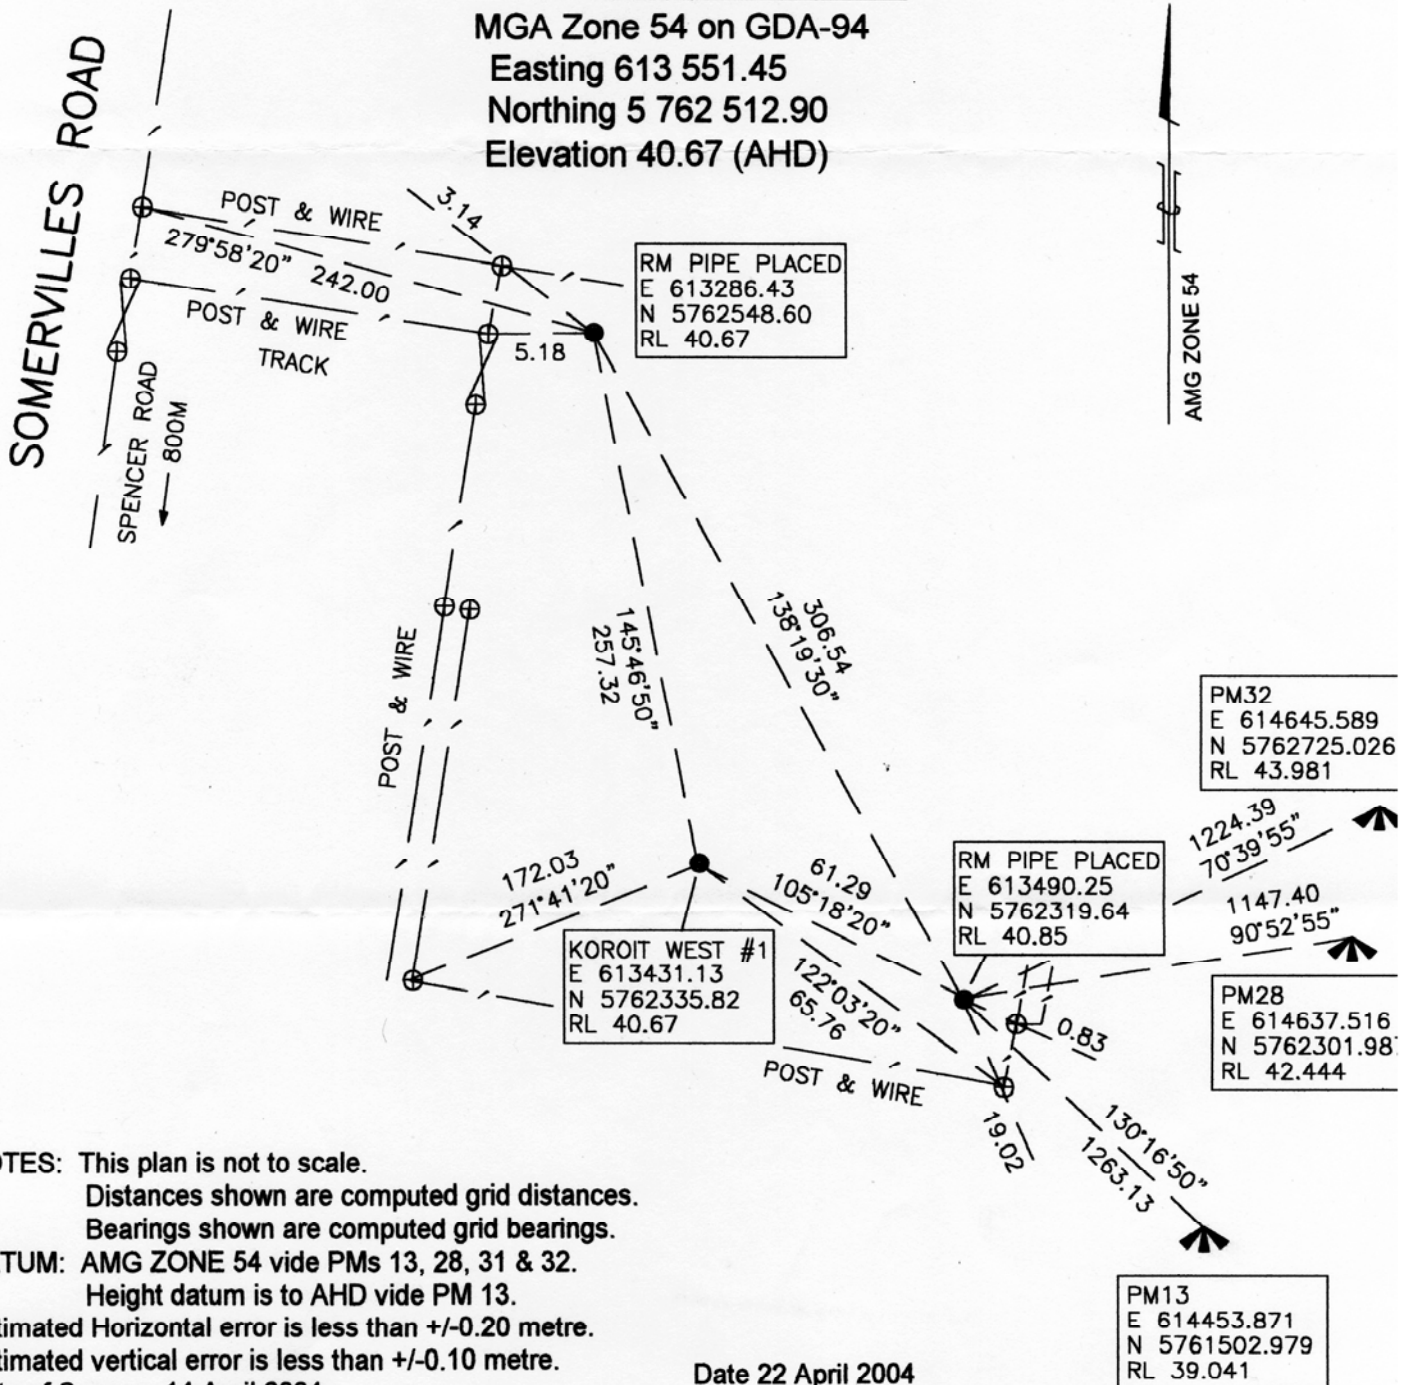 MGA Zone 54 on GDA-94
Easting 613 551.45
Northing 5 762 512.90
Elevation 40.67 (AHD)
SOMERVILLES ROAD
POST & WIRE
3.14
279°58'20" 242.00
POST & WIRE
TRACK
5.18
RM PIPE PLACED
E 613286.43
N 5762548.60
RL 40.67
AMG ZONE 54
SPENCER ROAD
800M
POST & WIRE
145°46'50"
257.32
306.54
138°19'30"
PM32
E 614645.589
N 5762725.026
RL 43.981
1224.39
70°39'55"
172.03
271°41'20"
61.29
105°18'20"
RM PIPE PLACED
E 613490.25
N 5762319.64
RL 40.85
1147.40
90°52'55"
KOROIT WEST #1
E 613431.13
N 5762335.82
RL 40.67
122°03'20"
65.76
0.83
PM28
E 614637.516
N 5762301.98
RL 42.444
POST & WIRE
19.02
130°16'50"
1263.13
OTES: This plan is not to scale.
Distances shown are computed grid distances.
Bearings shown are computed grid bearings.
TUM: AMG ZONE 54 vide PMs 13, 28, 31 & 32.
Height datum is to AHD vide PM 13.
timated Horizontal error is less than +/-0.20 metre.
timated vertical error is less than +/-0.10 metre.
Date 22 April 2004
PM13
E 614453.871
N 5761502.979
RL 39.041